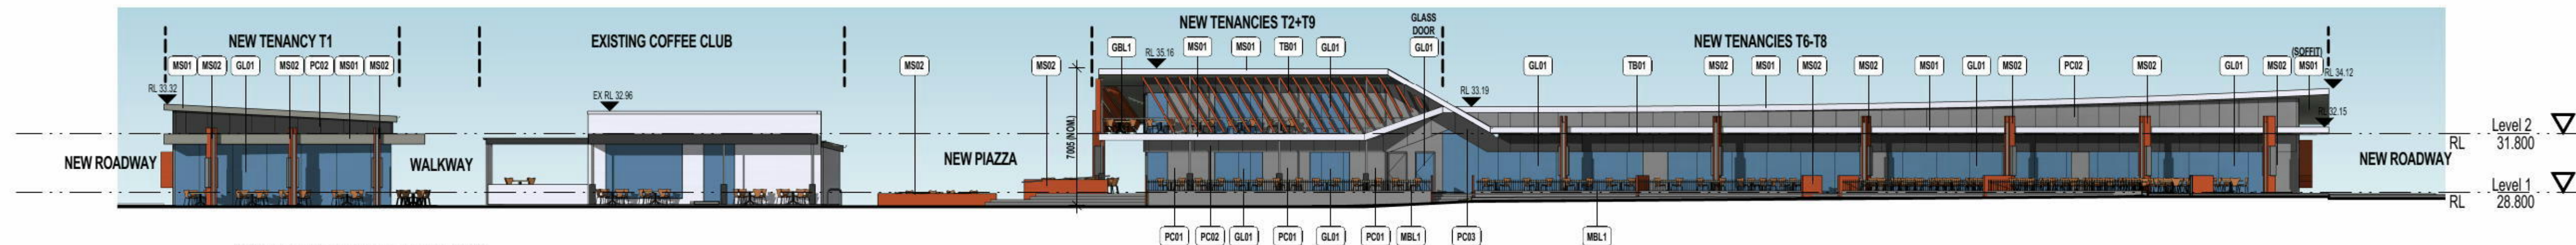 NEW TENANCY T1
EXISTING COFFEE CLUB
NEW TENANCIES T2+T9
GLASS
DOOR
NEW TENANCIES T6-T8
(SOFFIT)
MS01 MS02 GL01 MS02 PC02 MS01 MS02
MS02 MS02
GBL1 MS01 MS01 TB01 GL01 GL01
GL01 TB01 MS02 MS01 MS02 MS02 MS01 GL01 MS02 PC02 MS02 GL01 MS02 MS01
RL 33.32
EX RL 32.96
RL 35.16
RL 33.19
RL 34.12
RL 32.15
7005 (NOM.)
NEW ROADWAY
WALKWAY
NEW PIAZZA
NEW ROADWAY
Level 2
RL 31.800
Level 1
RL 28.800
PC01 PC02 GL01 PC01 GL01 PC01 MBL1 PC03 MBL1